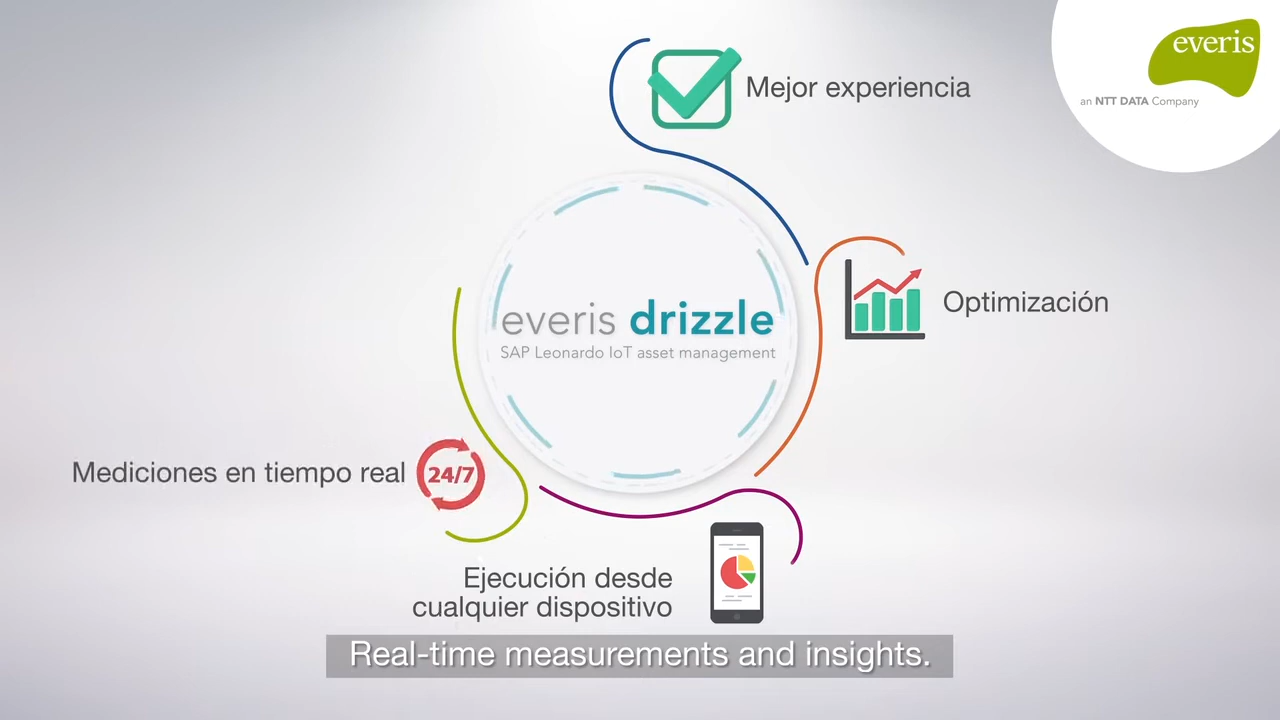 everis
an NTT DATA Company
Mejor experiencia
Optimización
everis drizzle
SAP Leonardo IoT asset management
Mediciones en tiempo real
24/7
Ejecución desde
cualquier dispositivo
Real-time measurements and insights.